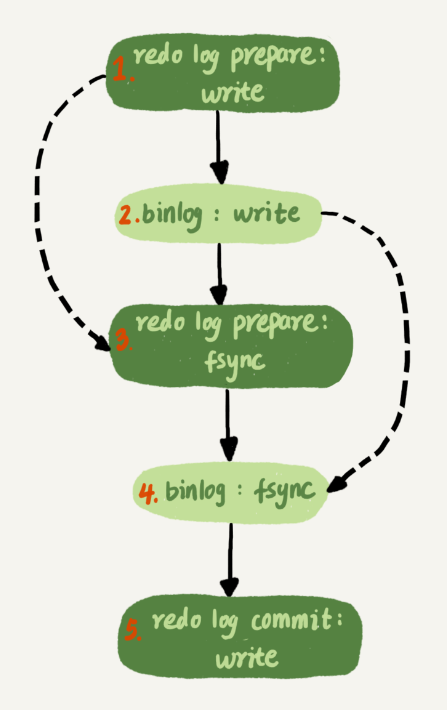 1. redo log prepare:
write
2. binlog : write
3. redo log prepare:
fsync
4. binlog : fsync
5. redo log commit:
write